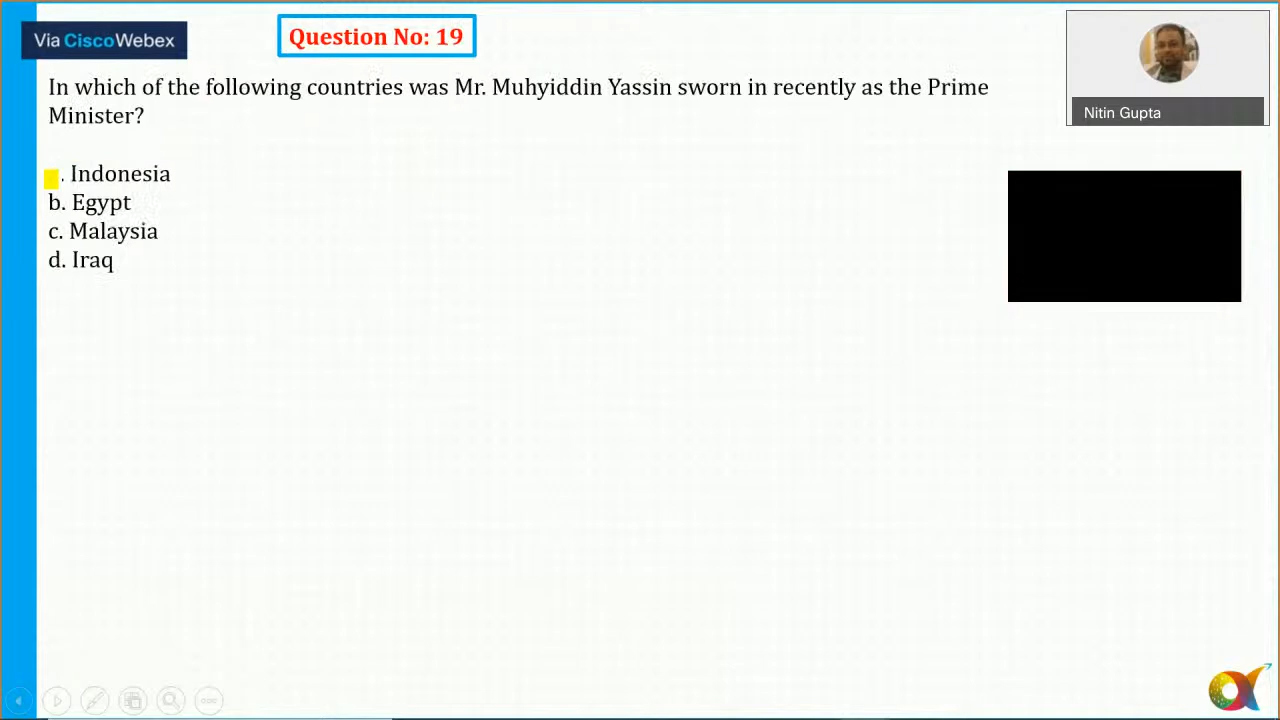 Via CiscoWebex
Question No: 19
In which of the following countries was Mr. Muhyiddin Yassin sworn in recently as the Prime
Minister?
. Indonesia
b. Egypt
c. Malaysia
d. Iraq
Nitin Gupta